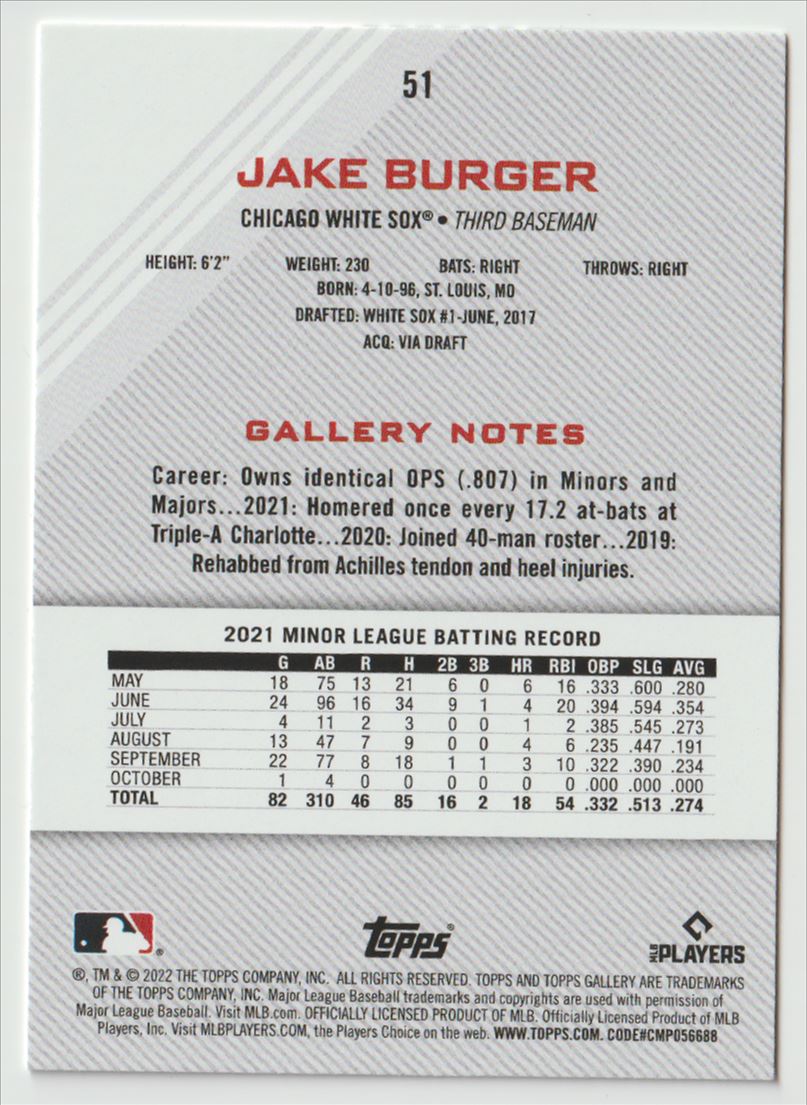 51
JAKE BURGER
CHICAGO WHITE SOX® • THIRD BASEMAN
HEIGHT: 6'2" WEIGHT: 230 BATS: RIGHT THROWS: RIGHT
BORN: 4-10-96, ST. LOUIS, MO
DRAFTED: WHITE SOX #1-JUNE, 2017
ACQ: VIA DRAFT
GALLERY NOTES
Career: Owns identical OPS (.807) in Minors and
Majors...2021: Homered once every 17.2 at-bats at
Triple-A Charlotte...2020: Joined 40-man roster...2019:
Rehabbed from Achilles tendon and heel injuries.
2021 MINOR LEAGUE BATTING RECORD
G AB R H 2B 3B HR RBI OBP SLG AVG
MAY 18 75 13 21 6 0 6 16 .333 .600 .280
JUNE 24 96 16 34 9 1 4 20 .394 .594 .354
JULY 4 11 2 3 0 0 1 2 .385 .545 .273
AUGUST 13 47 7 9 0 0 4 6 .235 .447 .191
SEPTEMBER 22 77 8 18 1 1 3 10 .322 .390 .234
OCTOBER 1 4 0 0 0 0 0 0 .000 .000 .000
TOTAL 82 310 46 85 16 2 18 54 .332 .513 .274
® topps® MLB PLAYERS
®, TM & © 2022 THE TOPPS COMPANY, INC. ALL RIGHTS RESERVED. TOPPS AND TOPPS GALLERY ARE TRADEMARKS
OF THE TOPPS COMPANY, INC. Major League Baseball trademarks and copyrights are used with permission of
Major League Baseball. Visit MLB.com. OFFICIALLY LICENSED PRODUCT OF MLB. Officially Licensed Product of MLB
Players, Inc. Visit MLBPLAYERS.COM, the Players Choice on the web. WWW.TOPPS.COM. CODE#CMP056688